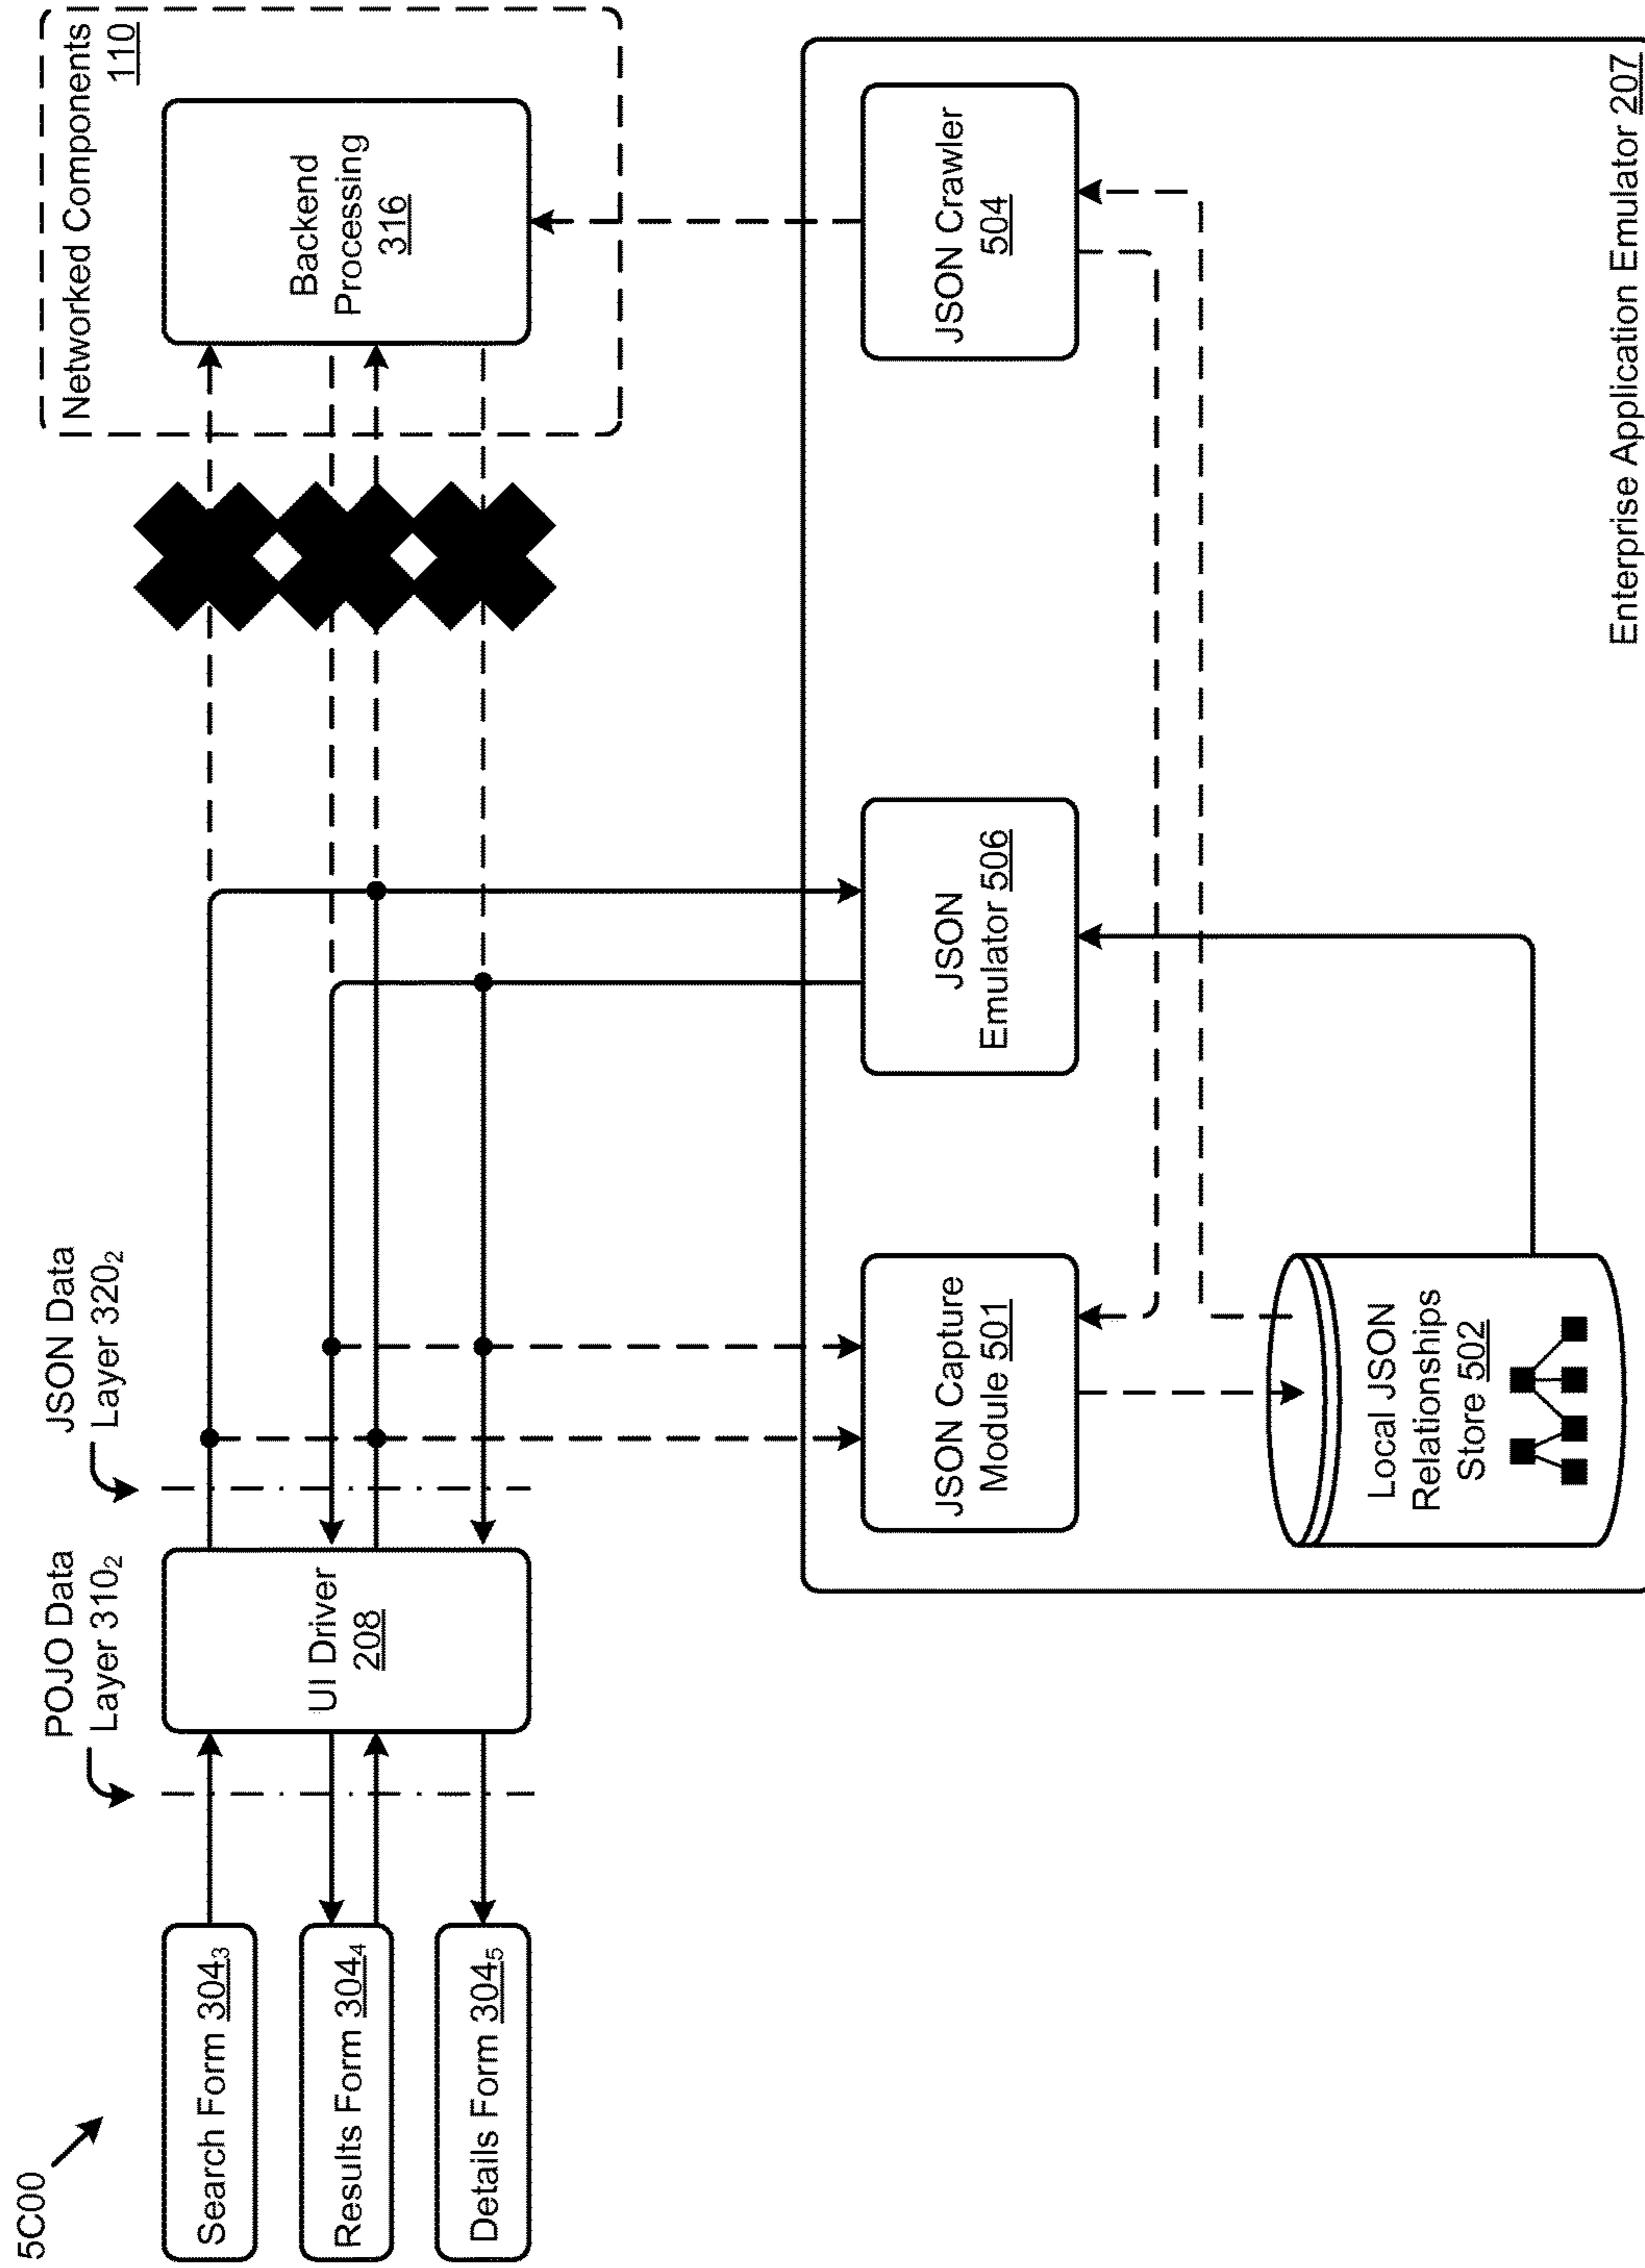 5C00
POJO Data
Layer 310₂
JSON Data
Layer 320₂
Networked Components
110
Search Form 304₃
Results Form 304₄
Details Form 304₅
UI Driver
208
Backend
Processing
316
JSON Capture
Module 501
JSON
Emulator 506
JSON Crawler
504
Local JSON
Relationships
Store 502
Enterprise Application Emulator 207